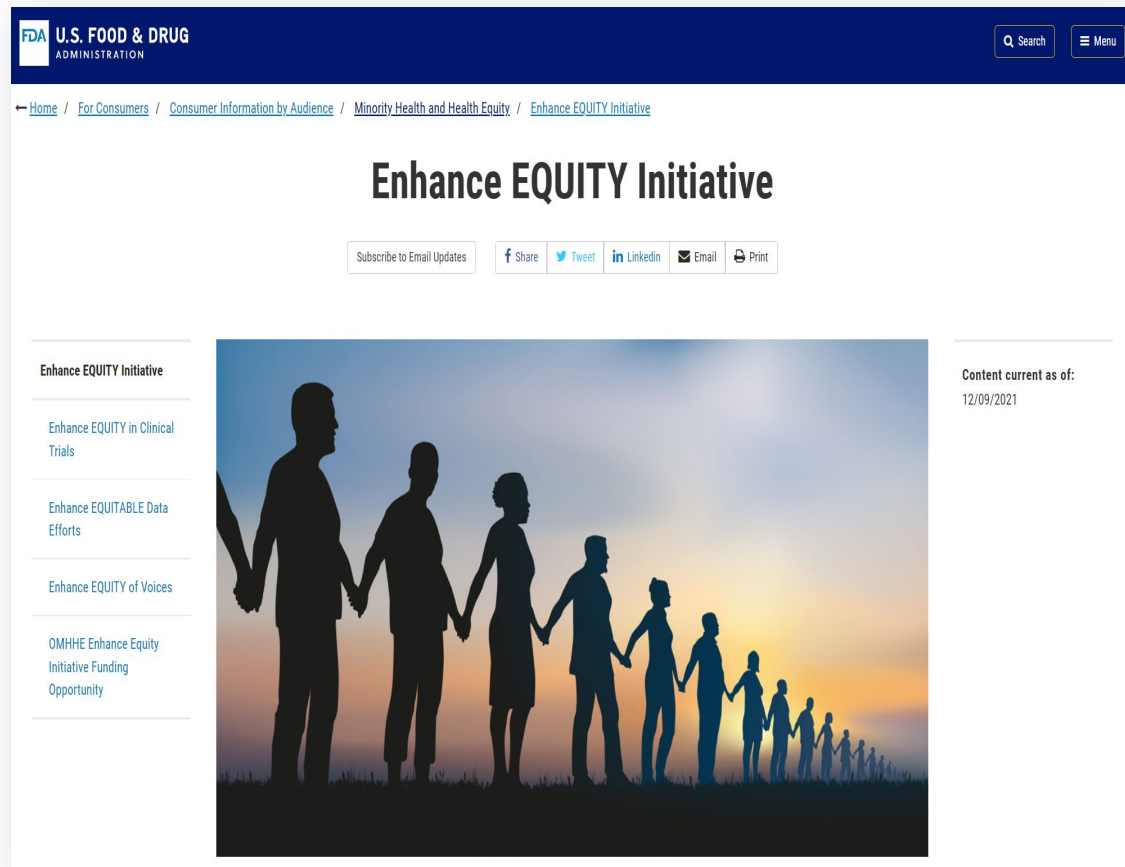 FDA U.S. FOOD & DRUG
ADMINISTRATION
Search
Menu
Home / For Consumers / Consumer Information by Audience / Minority Health and Health Equity / Enhance EQUITY Initiative
Enhance EQUITY Initiative
Subscribe to Email Updates
Share
Tweet
in Linkedin
Email
Print
Enhance EQUITY Initiative
Enhance EQUITY in Clinical
Trials
Enhance EQUITABLE Data
Efforts
Enhance EQUITY of Voices
OMHHE Enhance Equity
Initiative Funding
Opportunity
Content current as of:
12/09/2021